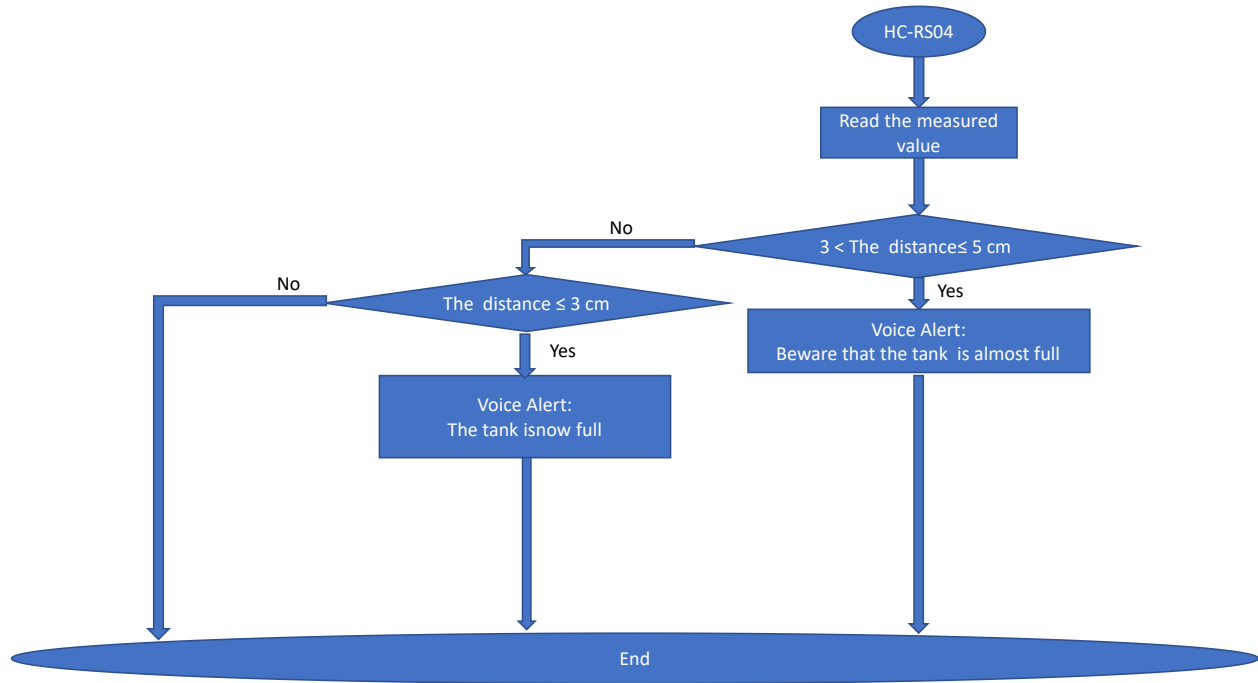 HC-RS04
Read the measured
value
No
3 < The  distance≤ 5 cm
No
The  distance ≤ 3 cm
Yes
Voice Alert:
Beware that the tank  is almost full
Yes
Voice Alert:
The tank isnow full
End